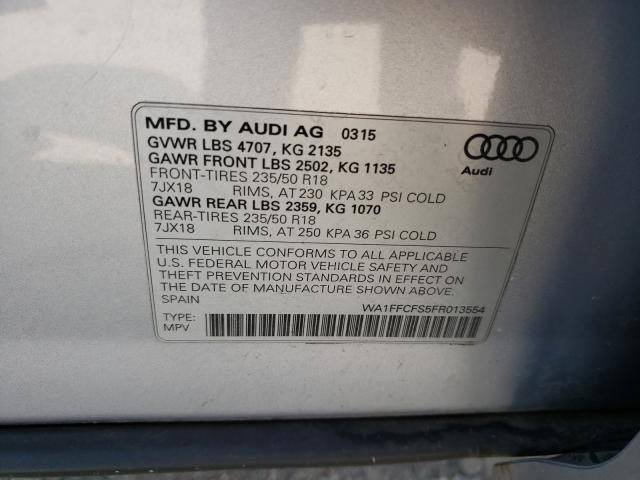 MFD. BY AUDI AG 0315
GVWR LBS 4707, KG 2135
GAWR FRONT LBS 2502, KG 1135
FRONT-TIRES 235/50 R18
7JX18 RIMS, AT 230 KPA 33 PSI COLD
GAWR REAR LBS 2359, KG 1070
REAR-TIRES 235/50 R18
7JX18 RIMS, AT 250 KPA 36 PSI COLD
Audi
THIS VEHICLE CONFORMS TO ALL APPLICABLE
U.S. FEDERAL MOTOR VEHICLE SAFETY AND
THEFT PREVENTION STANDARDS IN EFFECT ON
THE DATE OF MANUFACTURE SHOWN ABOVE.
SPAIN
WA1FFCFS5FR013554
TYPE:
MPV